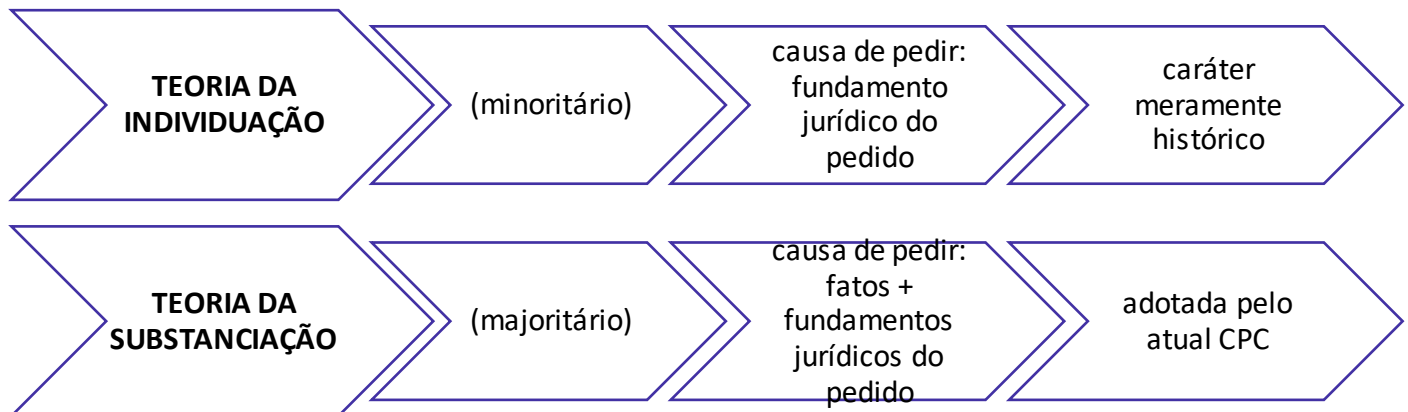 TEORIA DA
INDIVIDUAÇÃO
(minoritário)
causa de pedir:
fundamento
jurídico do
pedido
caráter
meramente
histórico
TEORIA DA
SUBSTANCIAÇÃO
(majoritário)
causa de pedir:
fatos +
fundamentos
jurídicos do
pedido
adotada pelo
atual CPC